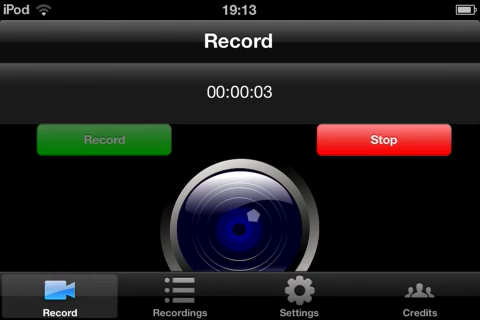 iPod 19:13
Record
00:00:03
Record Stop
Record Recordings Settings Credits